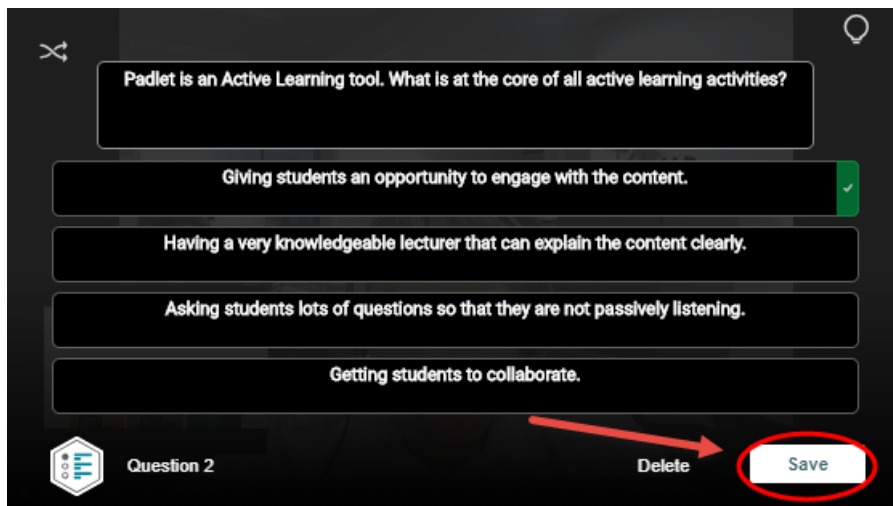 Padlet is an Active Learning tool. What is at the core of all active learning activities?
Giving students an opportunity to engage with the content.
Having a very knowledgeable lecturer that can explain the content clearly.
Asking students lots of questions so that they are not passively listening.
Getting students to collaborate.
Question 2
Delete
Save